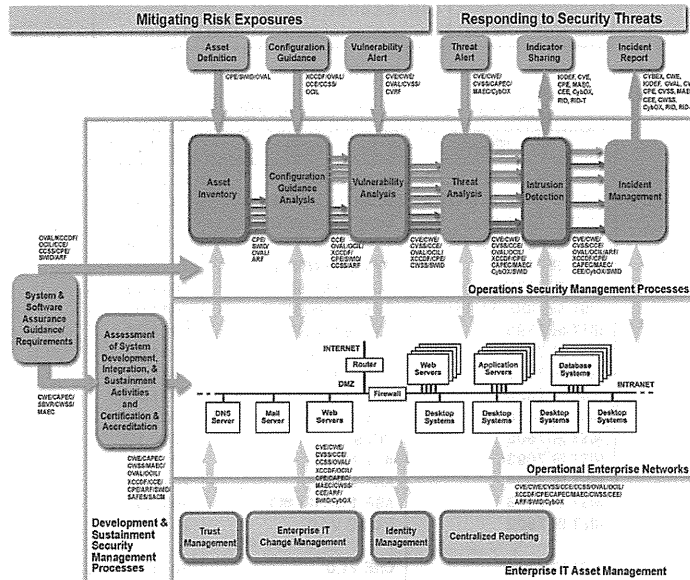 Mitigating Risk Exposures
Responding to Security Threats
Asset
Definition
Configuration
Guidance
Vulnerability
Alert
Threat
Alert
Indicator
Sharing
Incident
Report
CPE/SWID/OVAL
XCCDF/OVAL/
CCE/CCSS/
OCIL
CVE/CWE/
OVAL/CVSS/
CVRF
CVE/CWE/
CVSS/CAPEC/
MAEC/CybOX
IODEF, CVE,
CPE, MAEC,
CEE, CybOX,
RID, RID-T
CYBEX, CWE,
IODEF, OVAL,
CPE, CVSS,
CEE, CWSS,
CybOX, RID,
Asset
Inventory
Configuration
Guidance
Analysis
Vulnerability
Analysis
Threat
Analysis
Intrusion
Detection
Incident
Management
CPE/
SWID/
OVAL/
ARF
CCE/
OVAL/OCIL/
XCCDF/
CPE/SWID/
CCSS/ARF
CVE/CWE/
CVSS/CCE/
OVAL/OCIL/
XCCDF/CPE/
CWSS/SWID
CVE/CWE/
CVSS/CCE/
OVAL/OCIL/
XCCDF/CPE/
CAPEC/MAEC/
CybOX/SWID
CVE/CWE/
CVSS/CCE/
OVAL/OCIL/ARF/
XCCDF/CPE/
CAPEC/MAEC/
CEE/CybOX/SWID
Operations Security Management Processes
OVAL/XCCDF/
OCIL/CCE/
CCSS/CPE/
SWID/ARF
System &
Software
Assurance
Guidance/
Requirements
CWE/CAPEC/
SBVR/CWSS/
MAEC
Assessment
of System
Development,
Integration, &
Sustainment
Activities
and
Certification &
Accreditation
CWE/CAPEC/
CWSS/MAEC/
OVAL/OCIL/
XCCDF/CCE/
CPE/ARF/SWID/
SAFES/SACM
INTERNET
Router
DMZ
Firewall
INTRANET
Web
Servers
Application
Servers
Database
Systems
DNS
Server
Mail
Server
Web
Servers
Desktop
Systems
Desktop
Systems
Desktop
Systems
Desktop
Systems
Operational Enterprise Networks
CVE/CWE/
CVSS/CCE/
CCSS/OVAL/
XCCDF/OCIL/
CPE/CAPEC/
MAEC/CWSS/
CEE/ARF/
SWID/CybOX
CVE/CWE/CVSS/CCE/CCSS/OVAL/OCIL/
XCCDF/CPE/CAPEC/MAEC/CWSS/CEE/
ARF/SWID/CybOX
Development &
Sustainment
Security
Management
Processes
Trust
Management
Enterprise IT
Change Management
Identity
Management
Centralized Reporting
Enterprise IT Asset Management